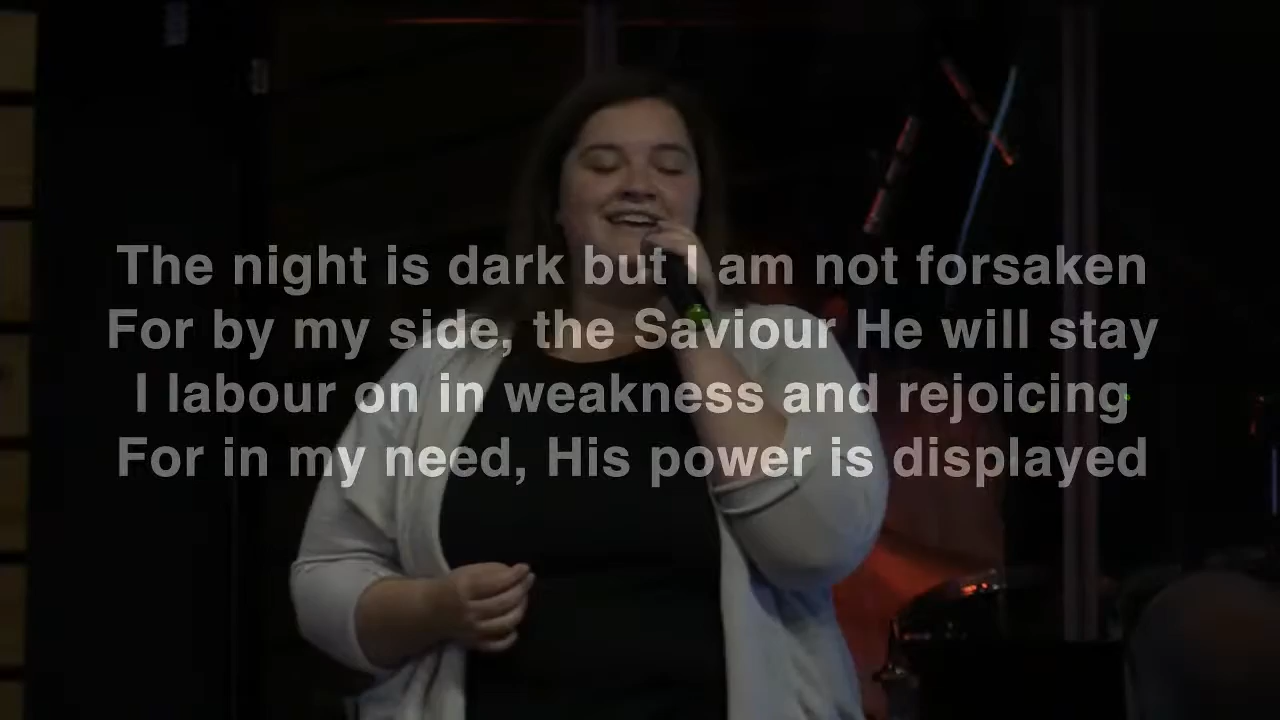 The night is dark but I am not forsaken
For by my side, the Saviour He will stay
I labour on in weakness and rejoicing
For in my need, His power is displayed